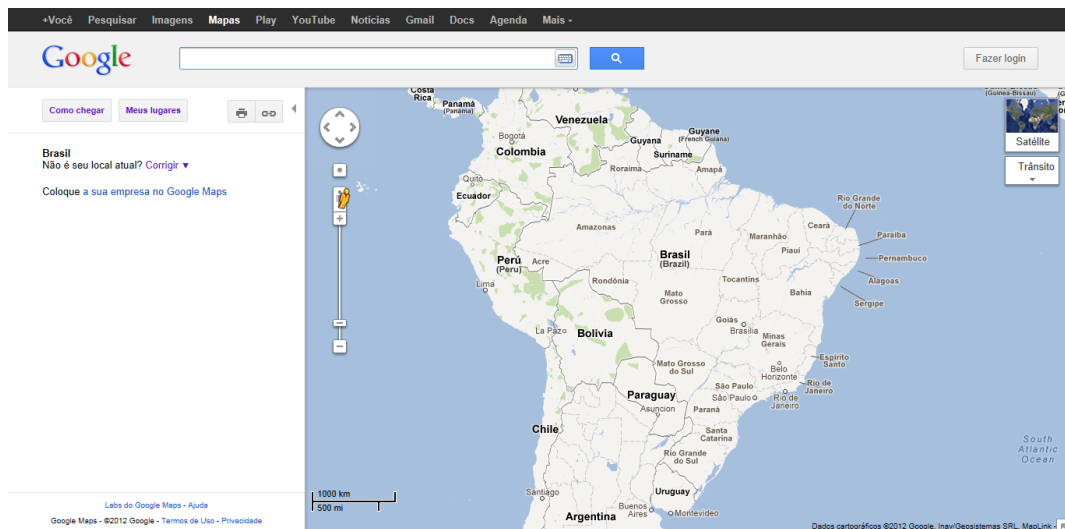 +Você Pesquisar Imagens Mapas Play YouTube Notícias Gmail Docs Agenda Mais
Google
Fazer login
Como chegar Meus lugares
Brasil
Não é seu local atual? Corrigir
Coloque a sua empresa no Google Maps
Labs do Google Maps - Ajuda
Google Maps - ©2012 Google - Termos de Uso - Privacidade
Costa
Rica
Panamá
(Panama)
Venezuela
(Guinea-Bissau)
Satélite
Trânsito
Bogotá
Colombia
Guyana
Guyane
(French Guiana)
Suriname
Roraima
Amapá
Quito
Ecuador
Rio Grande
do Norte
Amazonas
Pará
Maranhão
Ceará
Paraíba
Piauí
Pernambuco
Perú
(Peru)
Acre
Brasil
(Brazil)
Lima
Rondônia
Tocantins
Alagoas
Mato
Grosso
Bahia
Sergipe
La Paz
Bolivia
Goiás
Brasília
Minas
Gerais
Mato Grosso
do Sul
Belo
Horizonte
Espírito
Santo
São Paulo
São Paulo
Rio de
Janeiro
Rio de
Janeiro
Paraguay
Asuncion
Paraná
Chile
Santa
Catarina
Rio Grande
do Sul
South
Atlantic
Ocean
Santiago
Uruguay
Buenos
Aires
Montevideo
Argentina
1000 km
500 mi
Dados cartográficos ©2012 Google, Inav/Geosistemas SRL, MapLink -